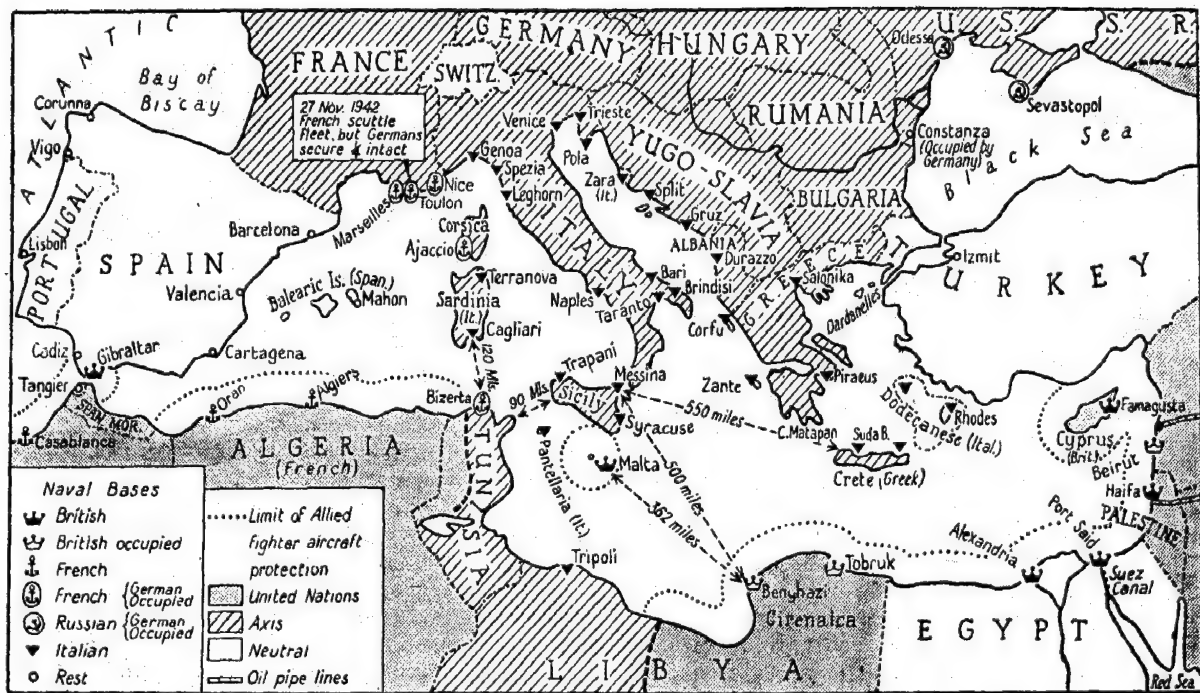 ATLANTIC
Bay of
Biscay
Corunna
Vigo
PORTUGAL
Lisbon
SPAIN
Barcelona
Valencia
Balearic Is. (Span.)
Mahon
Cadiz
Gibraltar
Cartagena
Tangier
SPAN. MOR.
Casablanca
Oran
Algiers
ALGERIA
(French)
FRANCE
27 Nov. 1942
French scuttle
Fleet, but Germans
secure 4 intact
Marseilles
Toulon
Nice
Corsica
Ajaccio
Terranova
Sardinia
(It.)
Cagliari
120 Mls.
Bizerta
90 Mls.
TUNISIA
GERMANY
SWITZ.
HUNGARY
U.S.S.R.
Odessa
Sevastopol
RUMANIA
Constanza
(Occupied by
Germany)
Black Sea
BULGARIA
YUGO-SLAVIA
Venice
Trieste
Pola
Zara
(It.)
Split
Gruz
ALBANIA
Durazzo
Genoa
Spezia
Leghorn
ITALY
Naples
Taranto
Bari
Brindisi
Corfu
GREECE
Salonika
Dardanelles
Izmit
TURKEY
Trapani
Messina
Sicily
Syracuse
Pantellaria (It.)
Malta
Zante
Piraeus
550 miles
C. Matapan
Suda B.
Crete (Greek)
Dodecanese (Ital.)
Rhodes
Famagusta
Cyprus
(Brit.)
Beirut
Haifa
PALESTINE
500 miles
362 miles
Tripoli
Benghazi
Cirenaica
Tobruk
LIBYA
Alexandria
Port Said
Suez
Canal
EGYPT
Red Sea
Naval Bases
British
British occupied
French
French {German Occupied
Russian {German Occupied
Italian
Rest
Limit of Allied
fighter aircraft
protection
United Nations
Axis
Neutral
Oil pipe lines